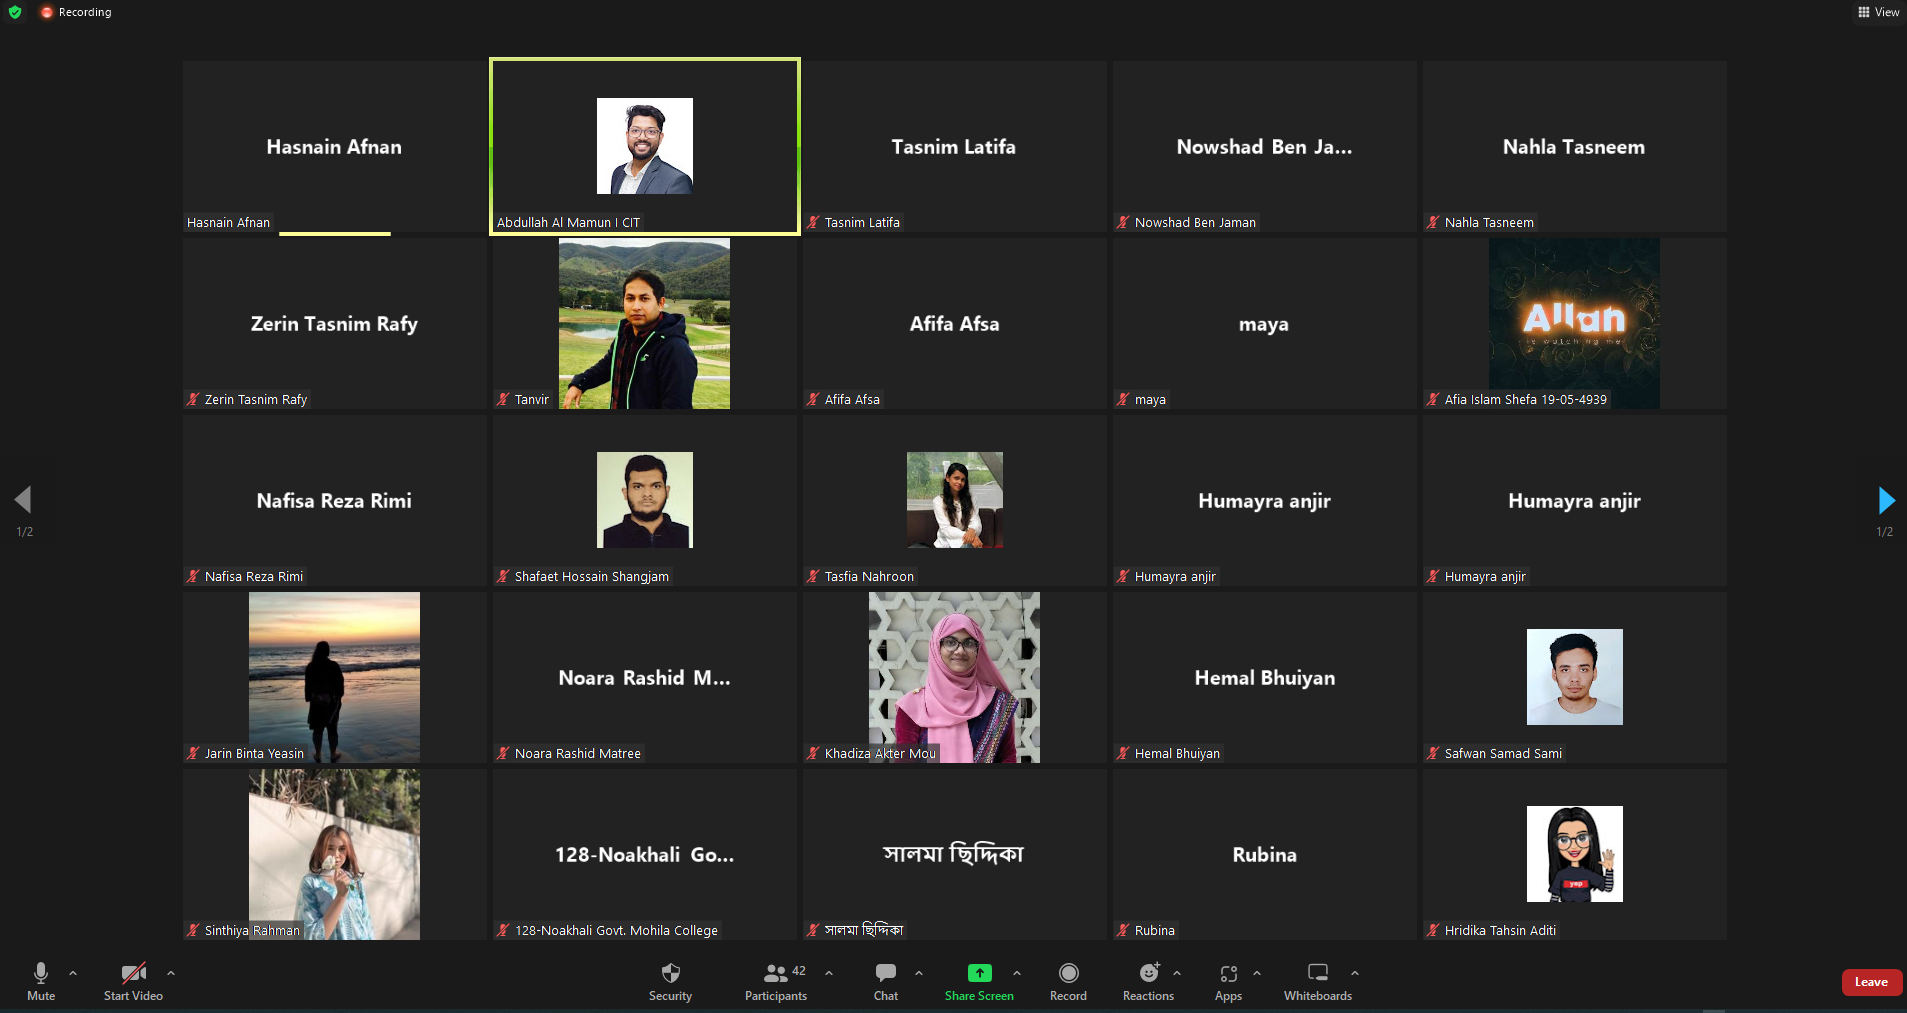 Recording
View
Hasnain Afnan
Hasnain Afnan
Abdullah Al Mamun I CIT
Tasnim Latifa
Tasnim Latifa
Nowshad Ben Ja...
Nowshad Ben Jaman
Nahla Tasneem
Nahla Tasneem
Zerin Tasnim Rafy
Zerin Tasnim Rafy
Tanvir
Afifa Afsa
Afifa Afsa
maya
maya
Allah
is watching me
Afia Islam Shefa 19-05-4939
1/2
Nafisa Reza Rimi
Nafisa Reza Rimi
Shafaet Hossain Shangjam
Tasfia Nahroon
Humayra anjir
Humayra anjir
Humayra anjir
Humayra anjir
1/2
Jarin Binta Yeasin
Noara Rashid M...
Noara Rashid Matree
Khadiza Akter Mou
Hemal Bhuiyan
Hemal Bhuiyan
Safwan Samad Sami
Sinthiya Rahman
128-Noakhali Go...
128-Noakhali Govt. Mohila College
সালমা ছিদ্দিকা
সালমা ছিদ্দিকা
Rubina
Rubina
yep
Hridika Tahsin Aditi
Mute
Start Video
Security
42
Participants
Chat
Share Screen
Record
Reactions
Apps
Whiteboards
Leave